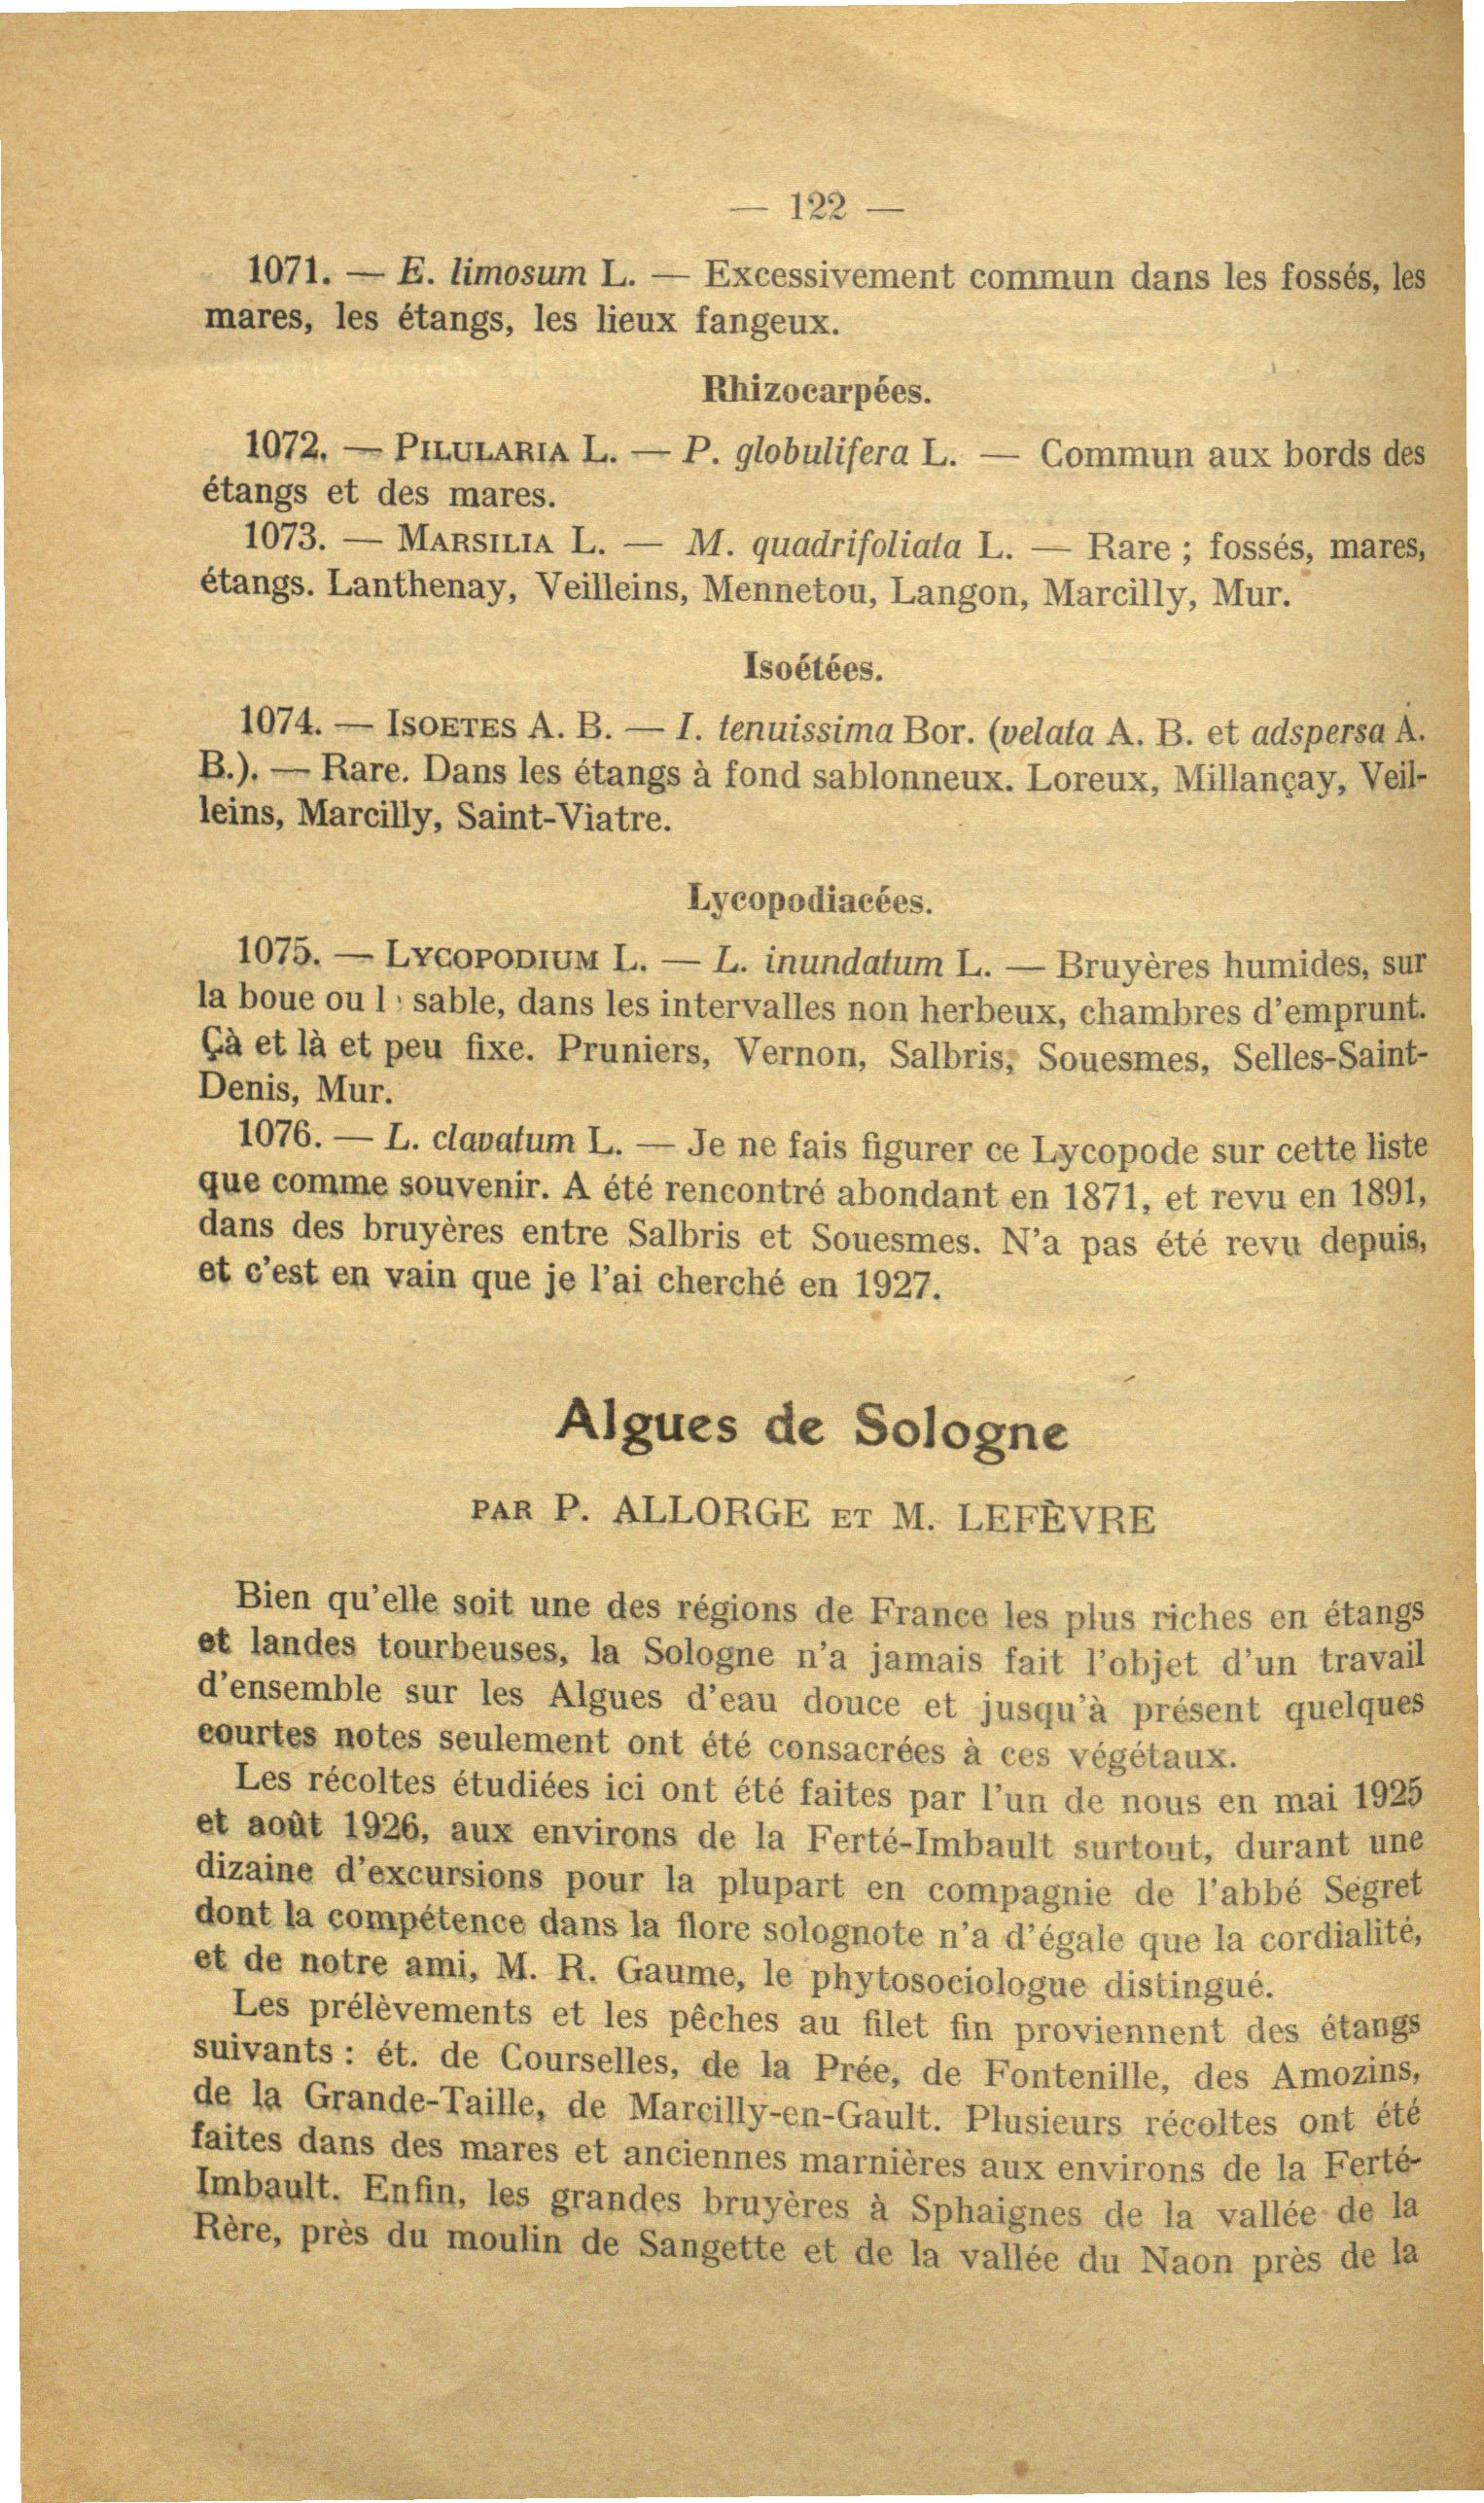 — 122 —
1071. — E. limosum L. — Excessivement commun dans les fossés, les
mares, les étangs, les lieux fangeux.
Rhizocarpées.
1072. — PILULARIA L. — P. globulifera L. — Commun aux bords des
étangs et des mares.
1073. — MARSILIA L. — M. quadrifoliata L. — Rare ; fossés, mares,
étangs. Lanthenay, Veilleins, Mennetou, Langon, Marcilly, Mur.
Isoétées.
1074. — ISOETES A. B. — I. tenuissima Bor. (velata A. B. et adspersa A.
B.). — Rare. Dans les étangs à fond sablonneux. Loreux, Millançay, Veil-
leins, Marcilly, Saint-Viatre.
Lycopodiacées.
1075. — LYCOPODIUM L. — L. inundatum L. — Bruyères humides, sur
la boue ou l sable, dans les intervalles non herbeux, chambres d'emprunt.
Çà et là et peu fixe. Pruniers, Vernon, Salbris, Souesmes, Selles-Saint-
Denis, Mur.
1076. — L. clavatum L. — Je ne fais figurer ce Lycopode sur cette liste
que comme souvenir. A été rencontré abondant en 1871, et revu en 1891,
dans des bruyères entre Salbris et Souesmes. N'a pas été revu depuis,
et c'est en vain que je l'ai cherché en 1927.
Algues de Sologne
PAR P. ALLORGE ET M. LEFÈVRE
Bien qu'elle soit une des régions de France les plus riches en étangs
et landes tourbeuses, la Sologne n'a jamais fait l'objet d'un travail
d'ensemble sur les Algues d'eau douce et jusqu'à présent quelques
courtes notes seulement ont été consacrées à ces végétaux.
Les récoltes étudiées ici ont été faites par l'un de nous en mai 1925
et août 1926, aux environs de la Ferté-Imbault surtout, durant une
dizaine d'excursions pour la plupart en compagnie de l'abbé Segret
dont la compétence dans la flore solognote n'a d'égale que la cordialité,
et de notre ami, M. R. Gaume, le phytosociologue distingué.
Les prélèvements et les pêches au filet fin proviennent des étangs
suivants : ét. de Courselles, de la Prée, de Fontenille, des Amozins,
de la Grande-Taille, de Marcilly-en-Gault. Plusieurs récoltes ont été
faites dans des mares et anciennes marnières aux environs de la Ferté-
Imbault. Enfin, les grandes bruyères à Sphaignes de la vallée de la
Rère, près du moulin de Sangette et de la vallée du Naon près de la